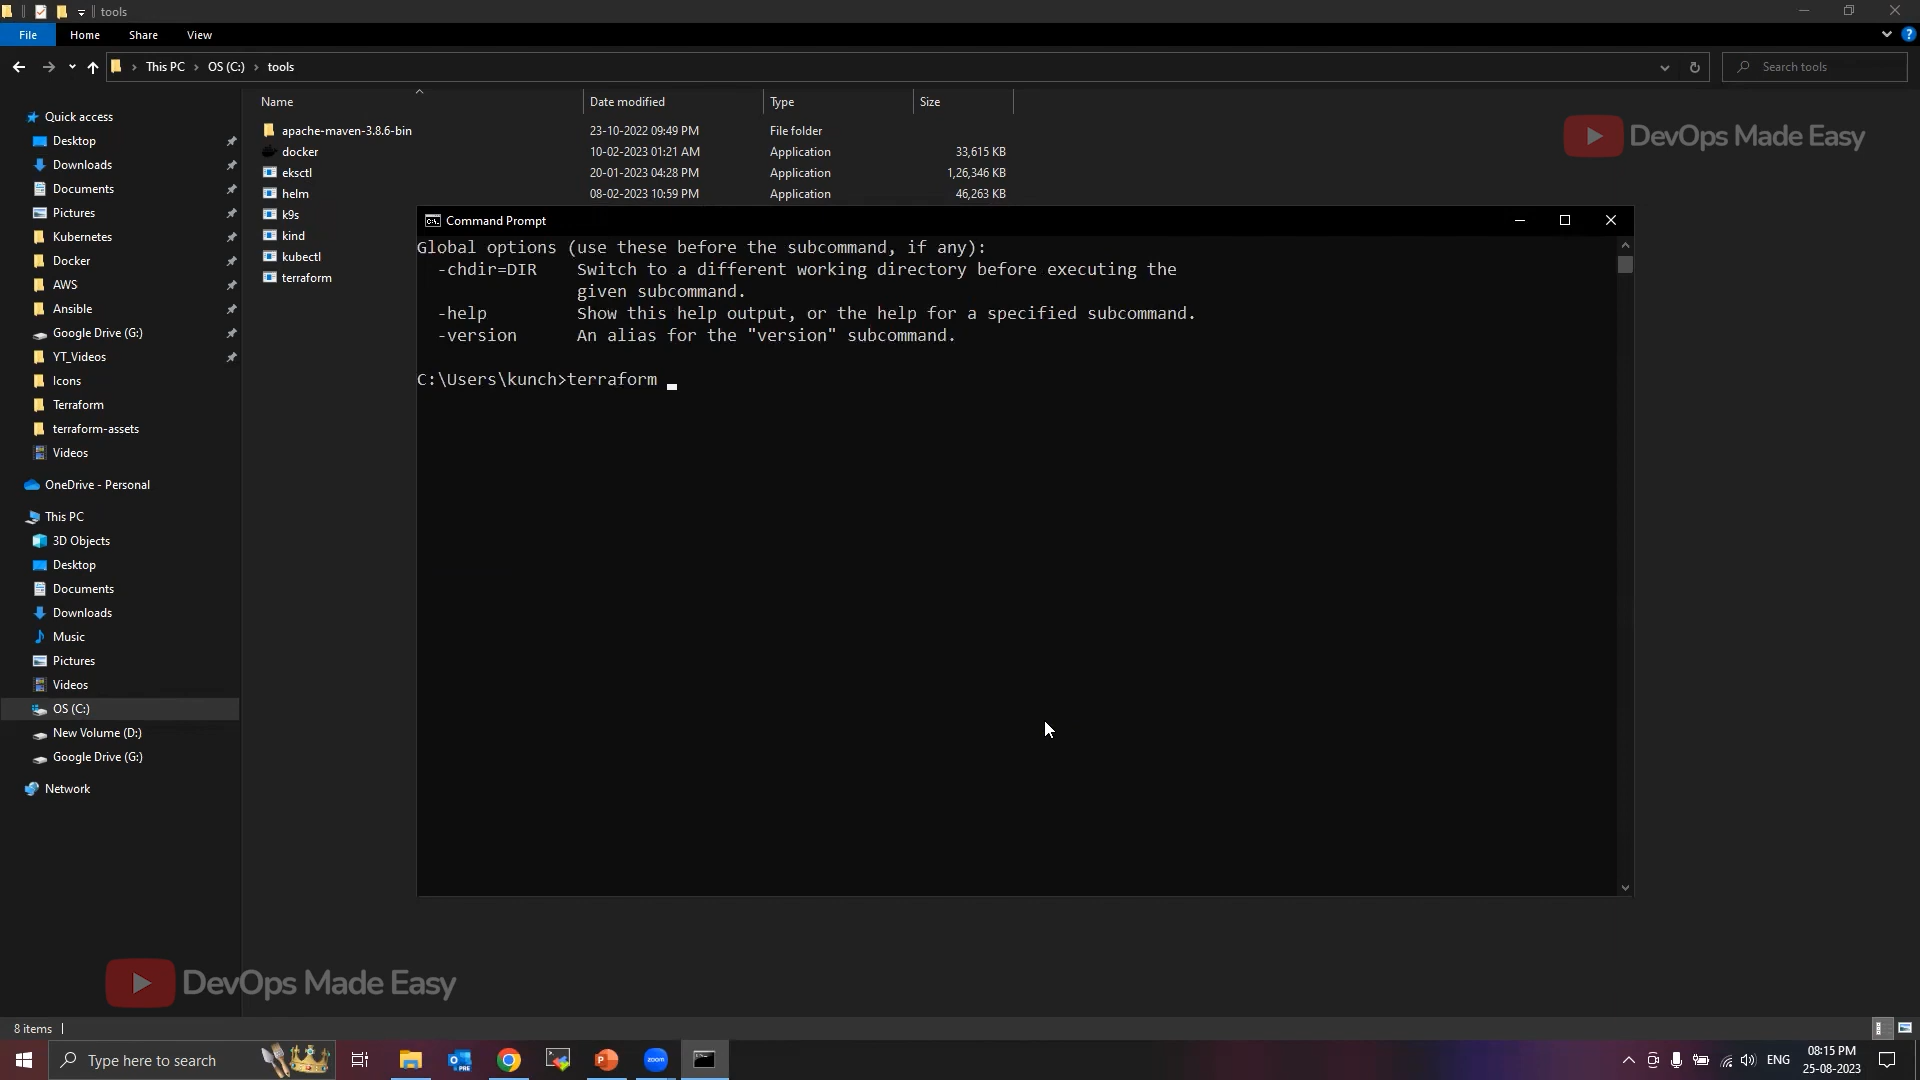 tools
File Home Share View
This PC > OS (C:) > tools
Search tools
Name Date modified Type Size
apache-maven-3.8.6-bin 23-10-2022 09:49 PM File folder
docker 10-02-2023 01:21 AM Application 33,615 KB
eksctl 20-01-2023 04:28 PM Application 1,26,346 KB
helm 08-02-2023 10:59 PM Application 46,263 KB
k9s
kind
kubectl
terraform
DevOps Made Easy
Quick access
Desktop
Downloads
Documents
Pictures
Kubernetes
Docker
AWS
Ansible
Google Drive (G:)
YT_Videos
Icons
Terraform
terraform-assets
Videos
OneDrive - Personal
This PC
3D Objects
Desktop
Documents
Downloads
Music
Pictures
Videos
OS (C:)
New Volume (D:)
Google Drive (G:)
Network
Command Prompt
Global options (use these before the subcommand, if any):
-chdir=DIR Switch to a different working directory before executing the
given subcommand.
-help Show this help output, or the help for a specified subcommand.
-version An alias for the "version" subcommand.
C:\Users\kunch>terraform
DevOps Made Easy
8 items
Type here to search
PRE
zoom
ENG
08:15 PM
25-08-2023